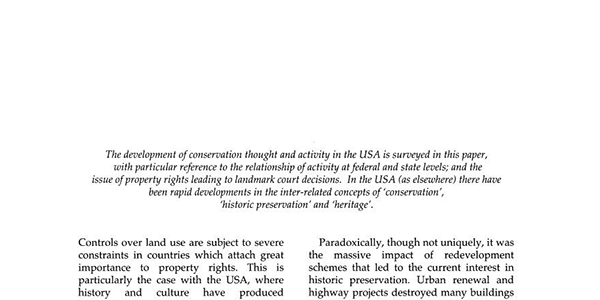 The development of conservation thought and activity in the USA is surveyed in this paper,
with particular reference to the relationship of activity at federal and state levels; and the
issue of property rights leading to landmark court decisions. In the USA (as elsewhere) there have
been rapid developments in the inter-related concepts of 'conservation',
'historic preservation' and 'heritage'.
Controls over land use are subject to severe
constraints in countries which attach great
importance to property rights. This is
particularly the case with the USA, where
history and culture have produced
Paradoxically, though not uniquely, it was
the massive impact of redevelopment
schemes that led to the current interest in
historic preservation. Urban renewal and
highway projects destroyed many buildings